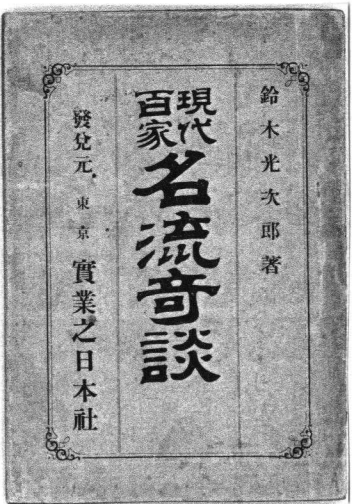 鈴木光次郎著
現代百家
名流奇談
發兌元 東京 實業之日本社